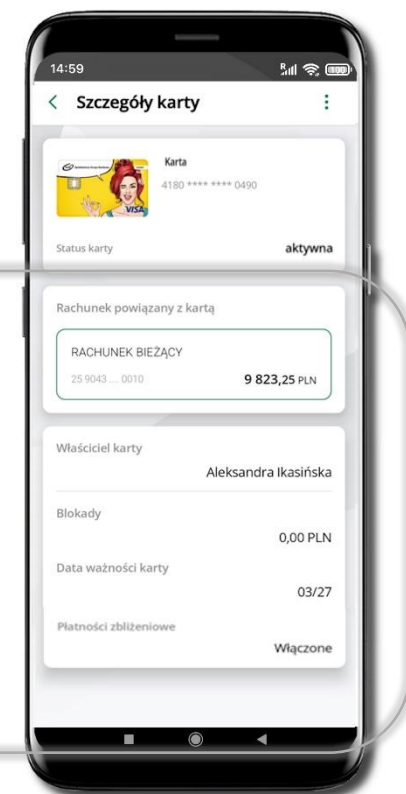 14:59
Szczegóły karty
Karta
4180 **** **** 0490
VISA
Status karty
aktywna
Rachunek powiązany z kartą
RACHUNEK BIEŻĄCY
25 9043 .... 0010
9 823,25 PLN
Właściciel karty
Aleksandra Ikasińska
Blokady
0,00 PLN
Data ważności karty
03/27
Płatności zbliżeniowe
Włączone